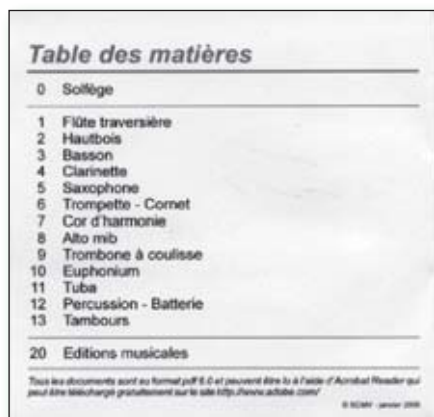 Table des matières
0 Solfège
1 Flûte traversière
2 Hautbois
3 Basson
4 Clarinette
5 Saxophone
6 Trompette - Cornet
7 Cor d'harmonie
8 Alto mib
9 Trombone à coulisse
10 Euphonium
11 Tuba
12 Percussion - Batterie
13 Tambours
20 Editions musicales
Tous les documents sont au format pdf 6.0 et peuvent être lu à l'aide d'Acrobat Reader qui
peut être téléchargé gratuitement sur le site http://www.adobe.com/
janvier